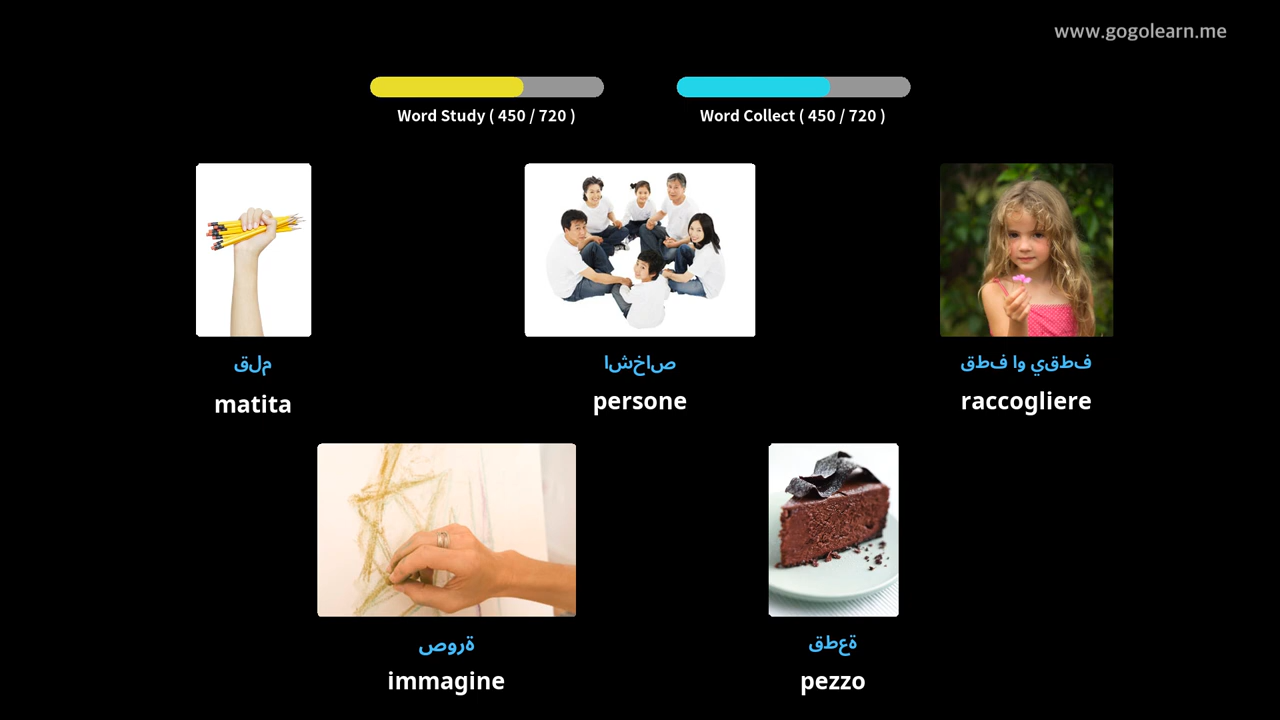 www.gogolearn.me
Word Study ( 450 / 720 )
Word Collect ( 450 / 720 )
ملق
صاخشا
فطقي وا فطق
matita
persone
raccogliere
ةروص
ةعطق
immagine
pezzo